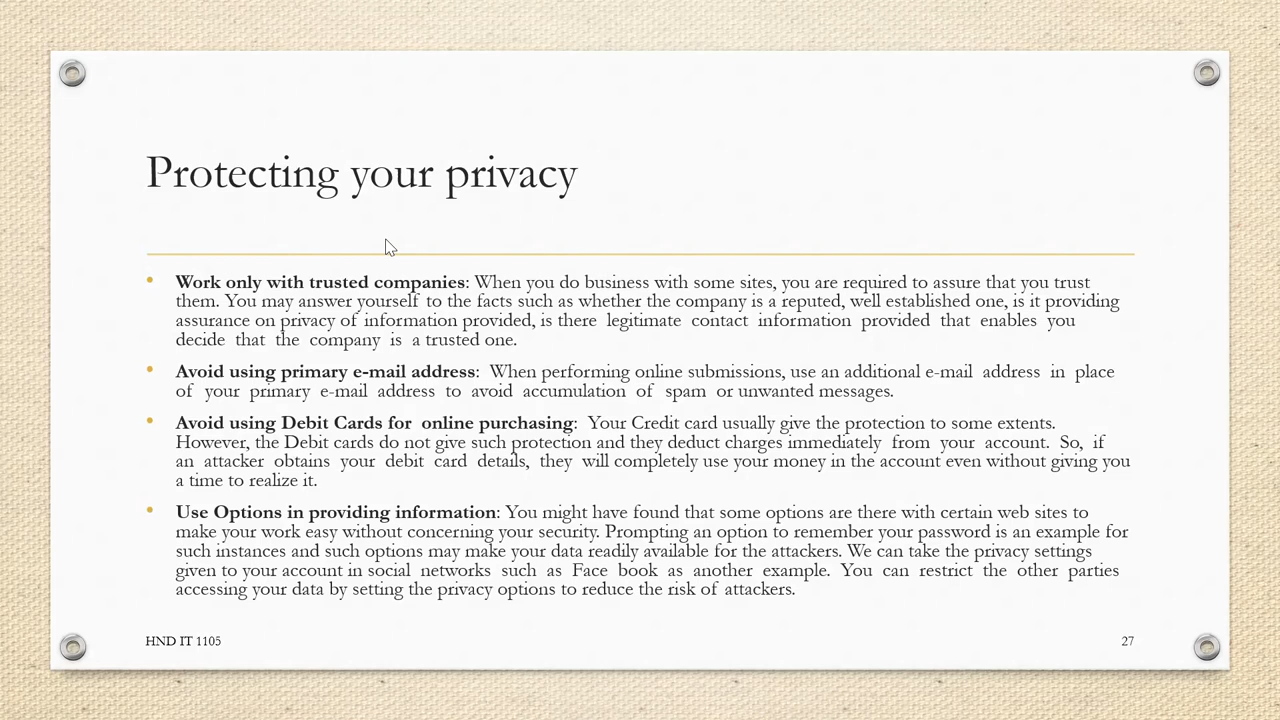 Protecting your privacy
• Work only with trusted companies: When you do business with some sites, you are required to assure that you trust
them. You may answer yourself to the facts such as whether the company is a reputed, well established one, is it providing
assurance on privacy of information provided, is there legitimate contact information provided that enables you
decide that the company is a trusted one.
• Avoid using primary e-mail address: When performing online submissions, use an additional e-mail address in place
of your primary e-mail address to avoid accumulation of spam or unwanted messages.
• Avoid using Debit Cards for online purchasing: Your Credit card usually give the protection to some extents.
However, the Debit cards do not give such protection and they deduct charges immediately from your account. So, if
an attacker obtains your debit card details, they will completely use your money in the account even without giving you
a time to realize it.
• Use Options in providing information: You might have found that some options are there with certain web sites to
make your work easy without concerning your security. Prompting an option to remember your password is an example for
such instances and such options may make your data readily available for the attackers. We can take the privacy settings
given to your account in social networks such as Face book as another example. You can restrict the other parties
accessing your data by setting the privacy options to reduce the risk of attackers.
HND IT 1105
27